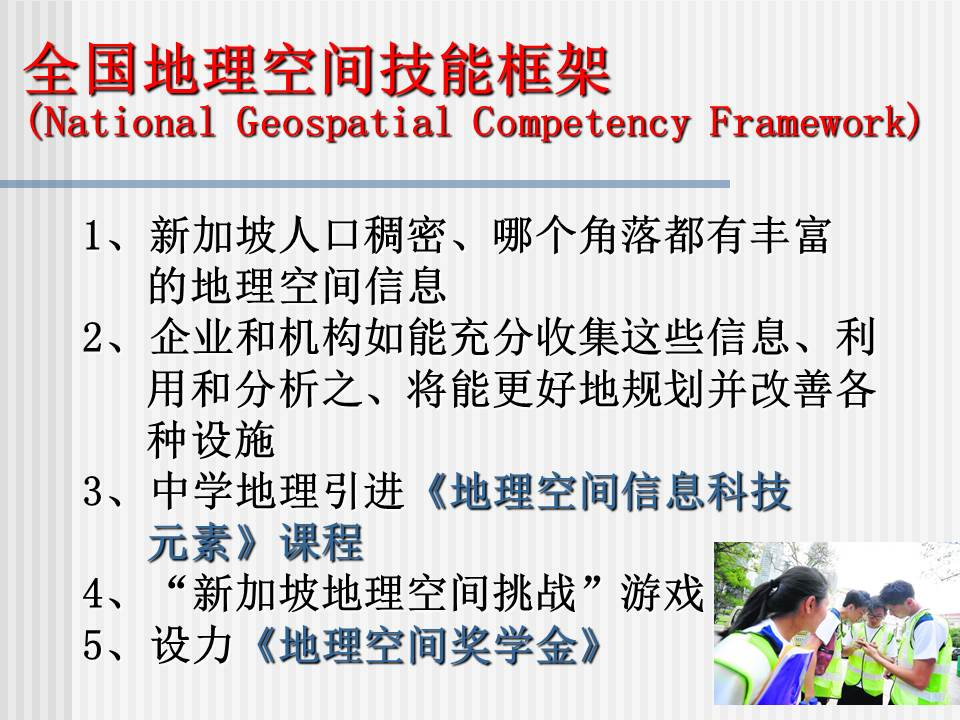 全国地理空间技能框架
(National Geospatial Competency Framework)
1、新加坡人口稠密、哪个角落都有丰富
的地理空间信息
2、企业和机构如能充分收集这些信息、利
用和分析之、将能更好地规划并改善各
种设施
3、中学地理引进《地理空间信息科技
元素》课程
4、“新加坡地理空间挑战”游戏
5、设力《地理空间奖学金》